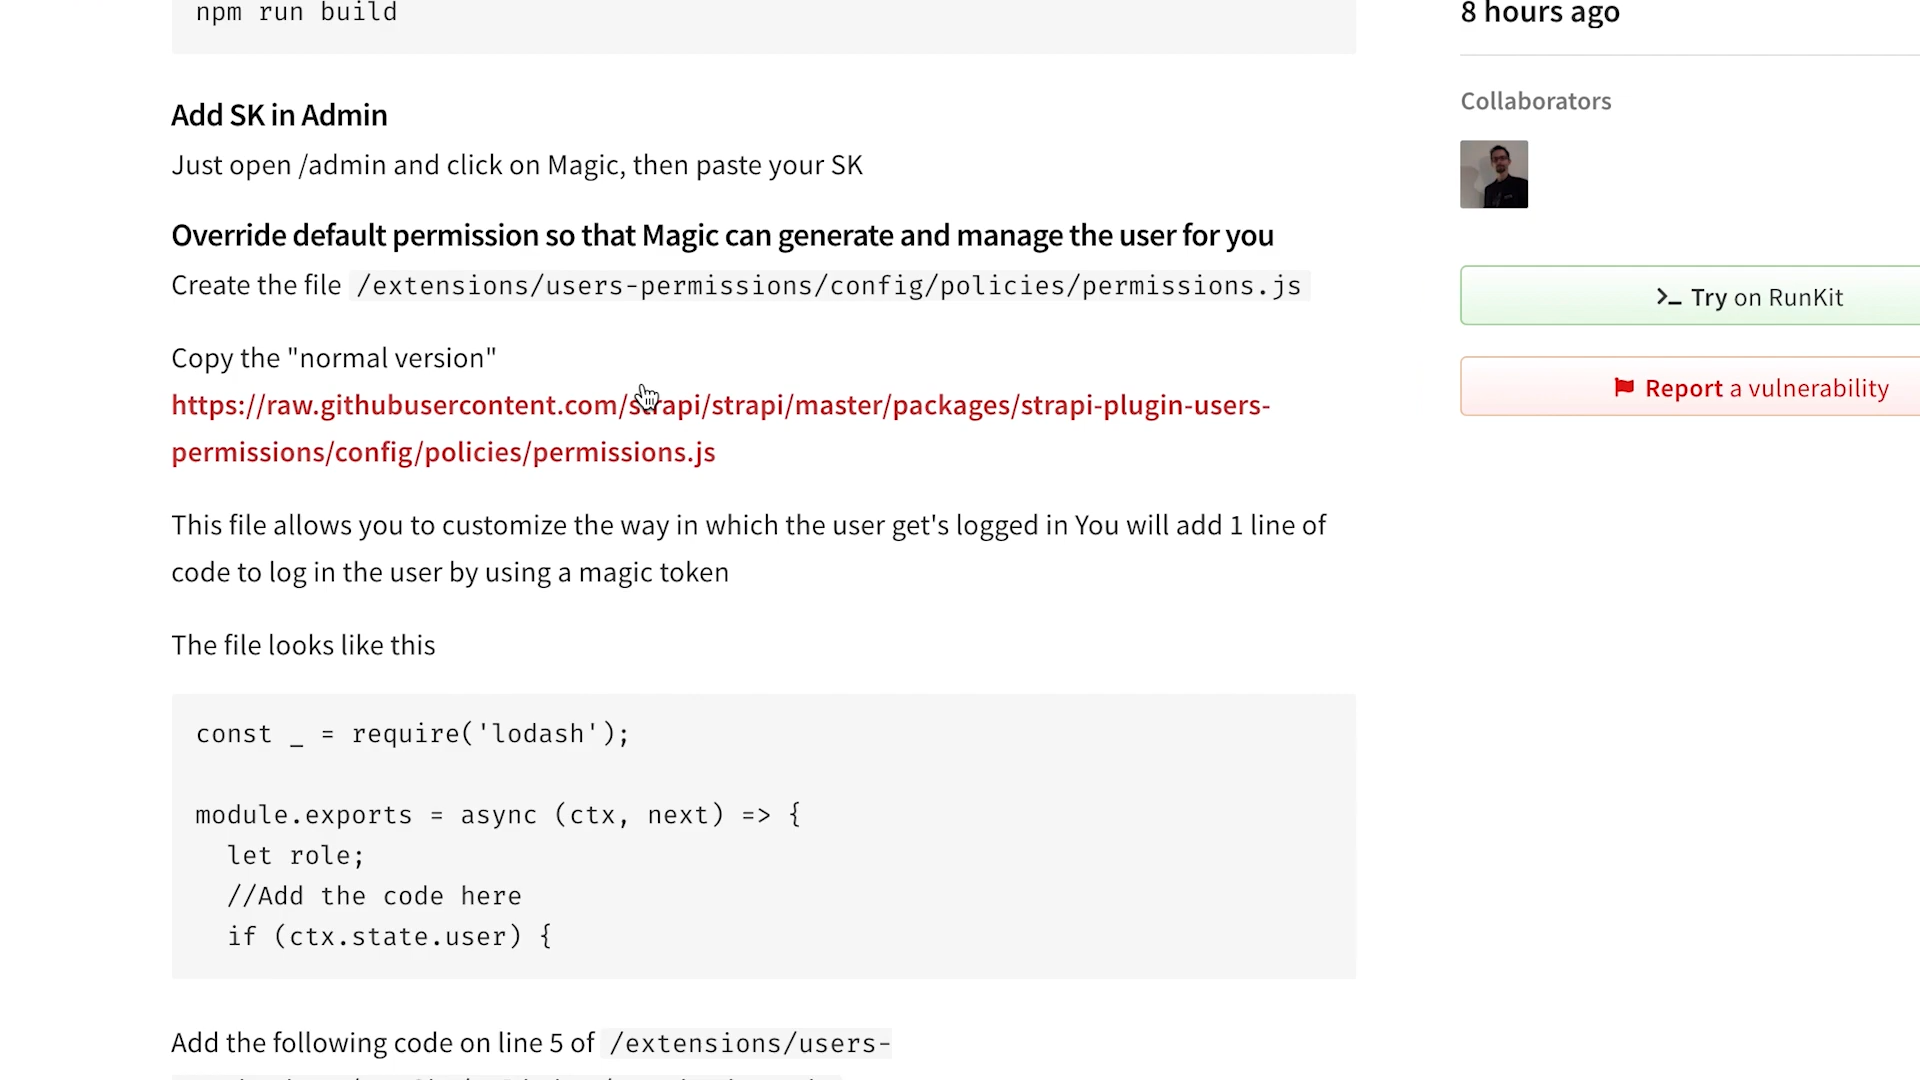 npm run build
8 hours ago
Add SK in Admin
Collaborators
Just open /admin and click on Magic, then paste your SK
Override default permission so that Magic can generate and manage the user for you
Create the file /extensions/users-permissions/config/policies/permissions.js
>_ Try on RunKit
Copy the "normal version"
Report a vulnerability
https://raw.githubusercontent.com/strapi/strapi/master/packages/strapi-plugin-users-
permissions/config/policies/permissions.js
This file allows you to customize the way in which the user get's logged in You will add 1 line of
code to log in the user by using a magic token
The file looks like this
const _ = require('lodash');
module.exports = async (ctx, next) => {
let role;
//Add the code here
if (ctx.state.user) {
Add the following code on line 5 of /extensions/users-